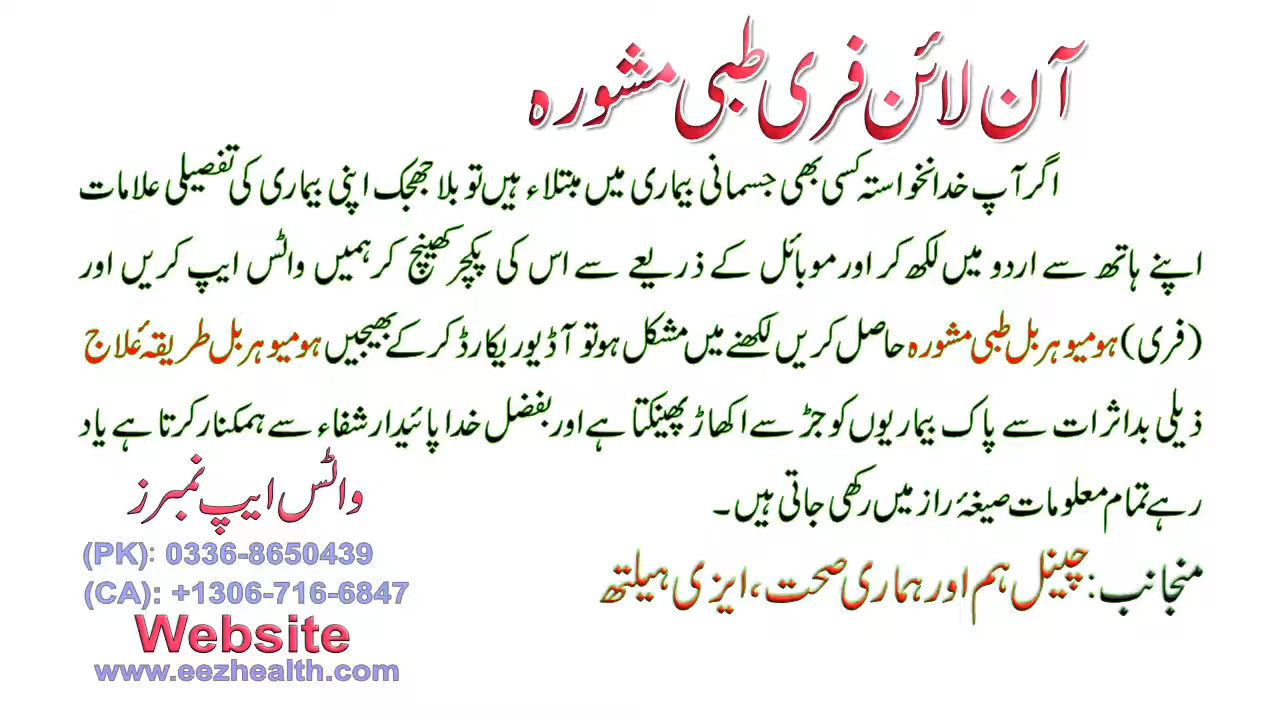 آن لائن فری طبی مشورہ
اگر آپ خدانخواستہ کسی بھی جسمانی بیماری میں مبتلاء ہیں تو بلا جھجک اپنی بیماری کی تفصیلی علامات
اپنے ہاتھ سے اردو میں لکھ کر اور موبائل کے ذریعے سے اس کی پکچر کھینچ کر ہمیں واٹس ایپ کریں اور
(فری) ہومیو ہربل طبی مشورہ حاصل کریں لکھنے میں مشکل ہو تو آڈیو ریکارڈ کر کے بھیجیں ہومیو ہربل طریقۂ علاج
ذیلی بداثرات سے پاک بیماریوں کو جڑ سے اکھاڑ پھینکتا ہے اور بفضل خدا پائیدار شفاء سے ہمکنار کرتا ہے یاد
رہے تمام معلومات صیغۂ راز میں رکھی جاتی ہیں۔
منجانب: چینل ہم اور ہماری صحت، ایزی ہیلتھ
واٹس ایپ نمبرز
(PK): 0336-8650439
(CA): +1306-716-6847
Website
www.eezhealth.com